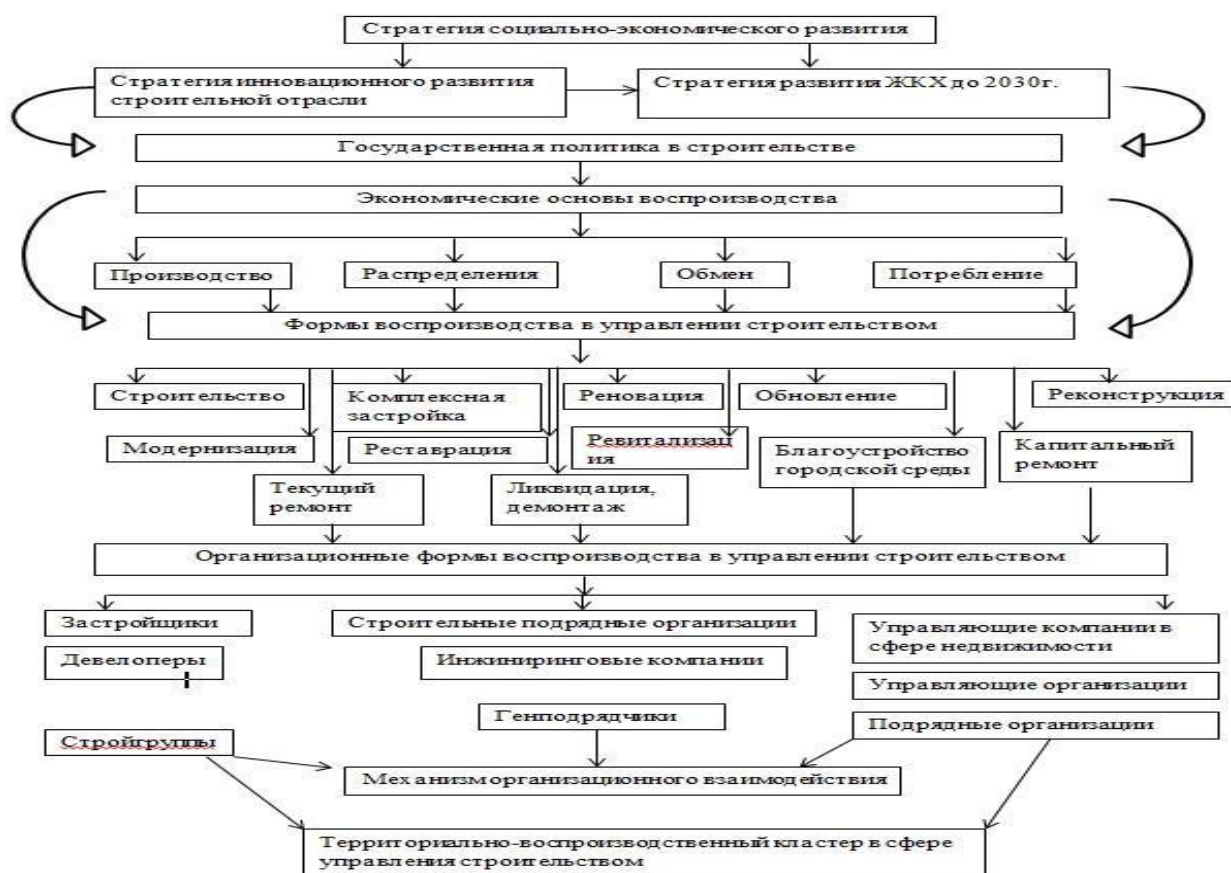 Стратегия социально-экономического развития
Стратегия инновационного развития
строительной отрасли
Стратегия развития ЖКХ до 2030г.
Государственная политика в строительстве
Экономические основы воспроизводства
Производство
Распределения
Обмен
Потребление
Формы воспроизводства в управлении строительством
Строительство
Комплексная
застройка
Реновация
Обновление
Реконструкция
Модернизация
Реставрация
Ревитализац
ия
Благоустройство
городской среды
Капитальный
ремонт
Текущий
ремонт
Ликвидация,
демонтаж
Организационные формы воспроизводства в управлении строительством
Застройщики
Строительные подрядные организации
Управляющие компании в
сфере недвижимости
Девелоперы
Инжиниринговые компании
Управляющие организации
Генподрядчики
Подрядные организации
Стройгруппы
Механизм организационного взаимодействия
Территориально-воспроизводственный кластер в сфере
управления строительством